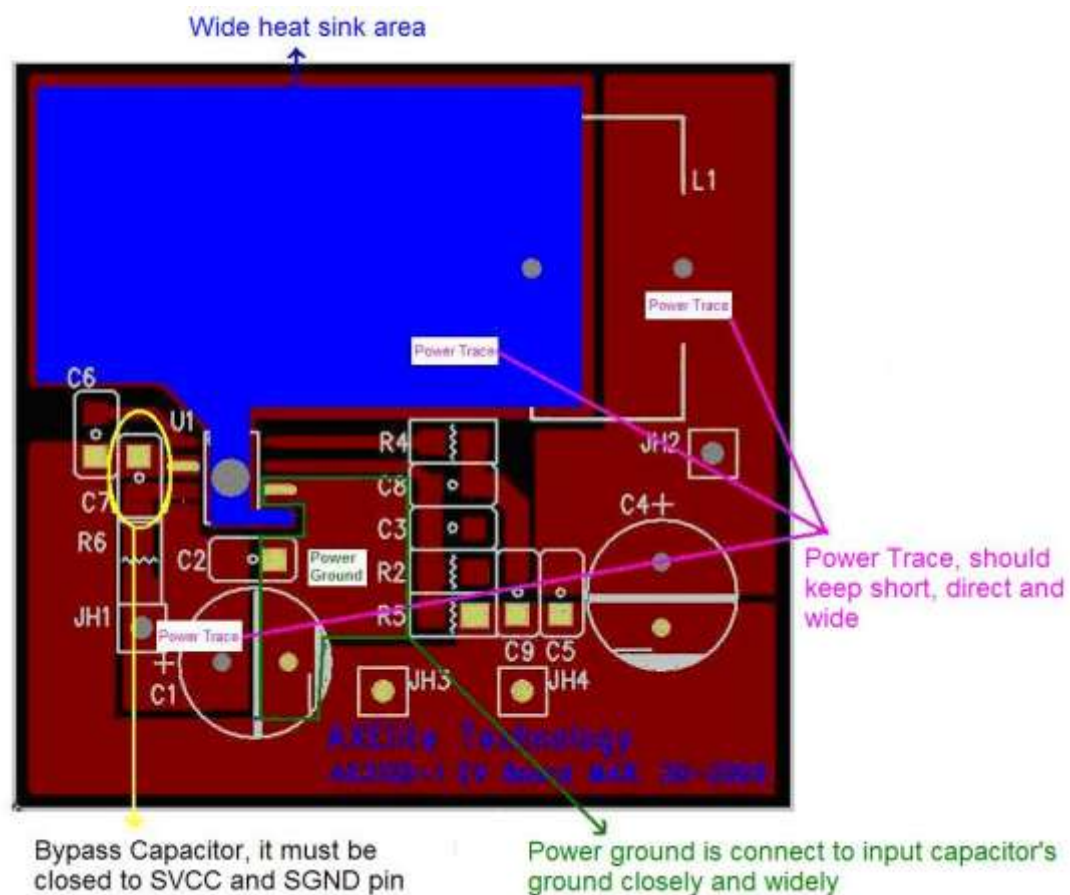 Wide heat sink area
L1
Power Trace
Power Trace
C6
U1
R4
JH2
C7
C8
C4+
R6
C3
C2
Power
Ground
R2
Power Trace, should
keep short, direct and
wide
JH1
Power Trace
R5
C9 C5
+
C1
JH3
JH4
Technology
Bypass Capacitor, it must be
closed to SVCC and SGND pin
Power ground is connect to input capacitor's
ground closely and widely